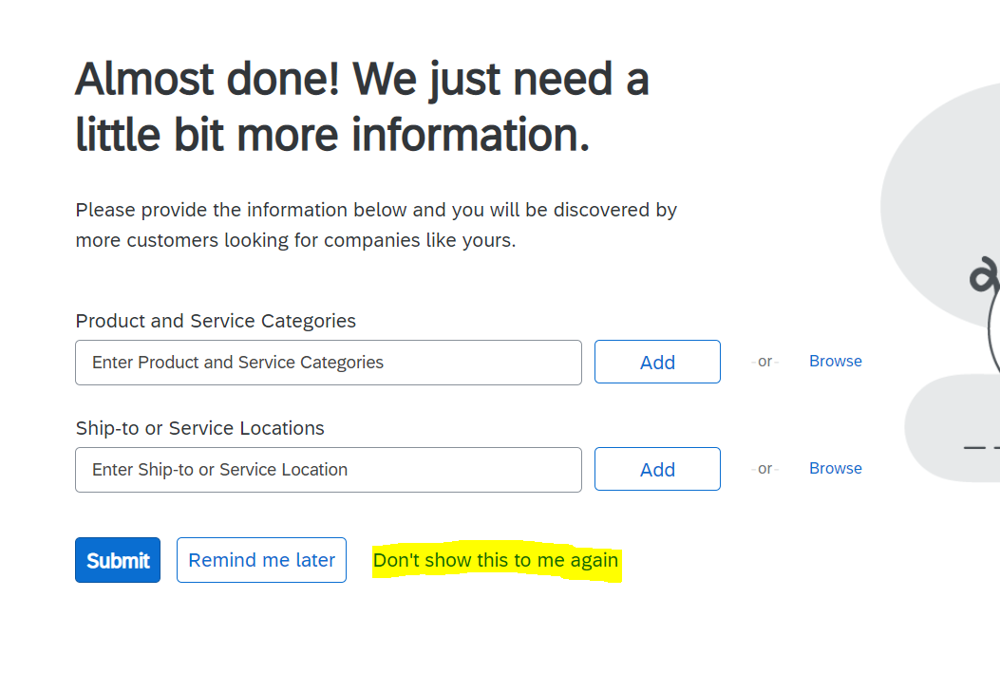 Almost done! We just need a
little bit more information.
Please provide the information below and you will be discovered by
more customers looking for companies like yours.
Product and Service Categories
Enter Product and Service Categories
Add
-or-
Browse
Ship-to or Service Locations
Enter Ship-to or Service Location
Add
-or-
Browse
Submit
Remind me later
Don't show this to me again